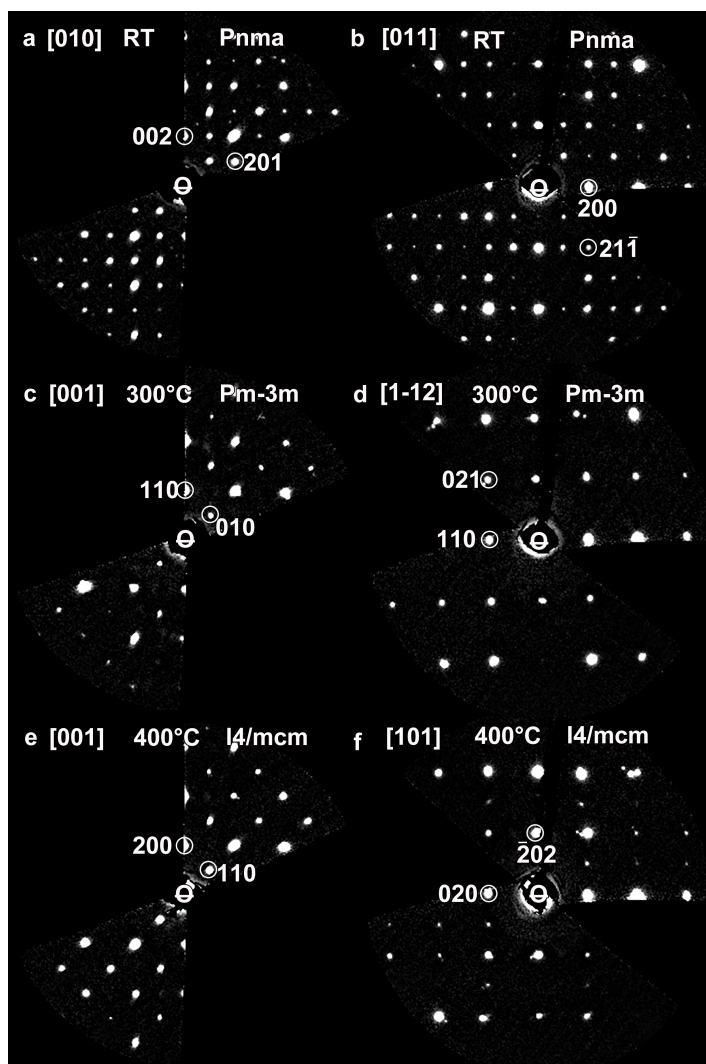 a [010] RT Pnma
002
201
b [011] RT Pnma
200
211̄
c [001] 300°C Pm-3m
110
010
d [1-12] 300°C Pm-3m
021
110
e [001] 400°C I4/mcm
200
110
f [101] 400°C I4/mcm
2̄02
020